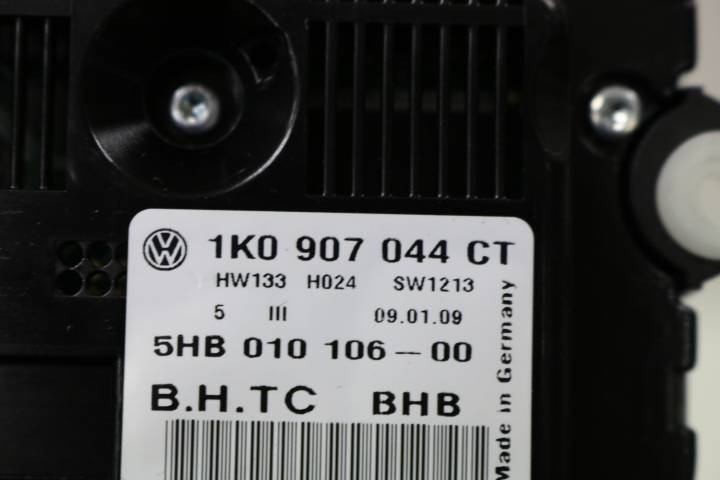 1K0 907 044 CT
HW133 H024 SW1213
5 III 09.01.09
5HB 010 106-00
B.H.TC BHB
Made in Germany